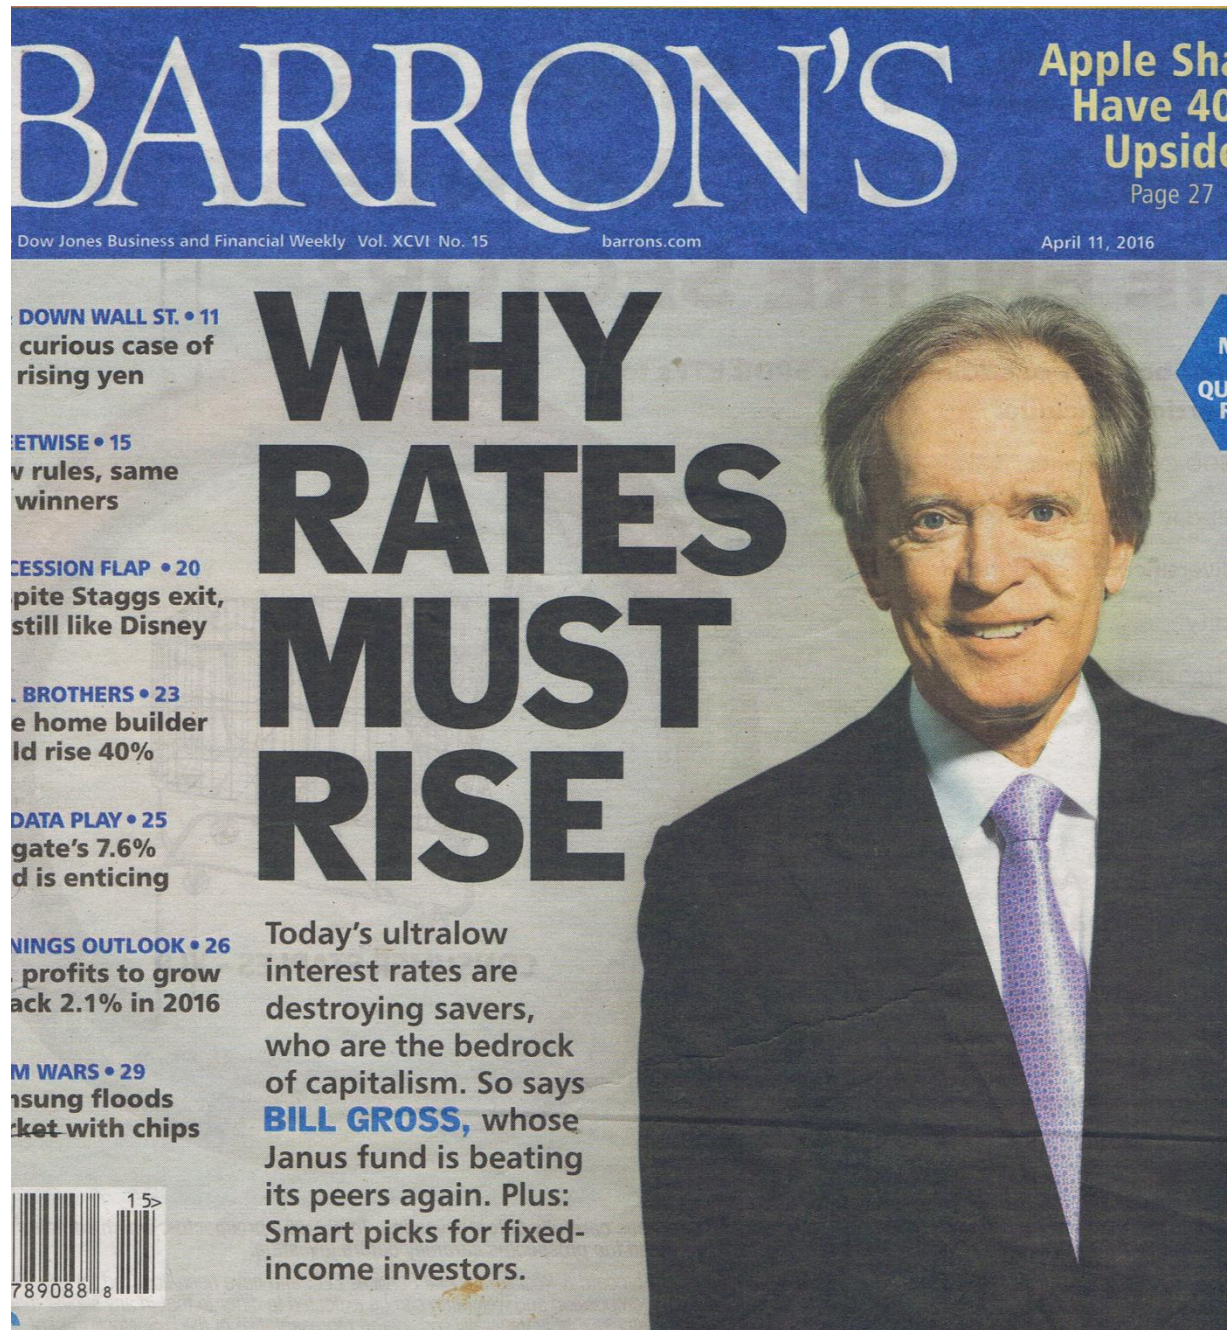 BARRON'S
Apple Sha
Have 40
Upside
Page 27
Dow Jones Business and Financial Weekly Vol. XCVI No. 15
barrons.com
April 11, 2016
DOWN WALL ST. • 11
curious case of
rising yen
EETWISE • 15
w rules, same
winners
CESSION FLAP • 20
pite Staggs exit,
still like Disney
. BROTHERS • 23
e home builder
ld rise 40%
DATA PLAY • 25
gate's 7.6%
d is enticing
NINGS OUTLOOK • 26
profits to grow
ack 2.1% in 2016
M WARS • 29
nsung floods
rket with chips
15>
789088 8
WHY
RATES
MUST
RISE
Today's ultralow
interest rates are
destroying savers,
who are the bedrock
of capitalism. So says
BILL GROSS, whose
Janus fund is beating
its peers again. Plus:
Smart picks for fixed-
income investors.
M
QU